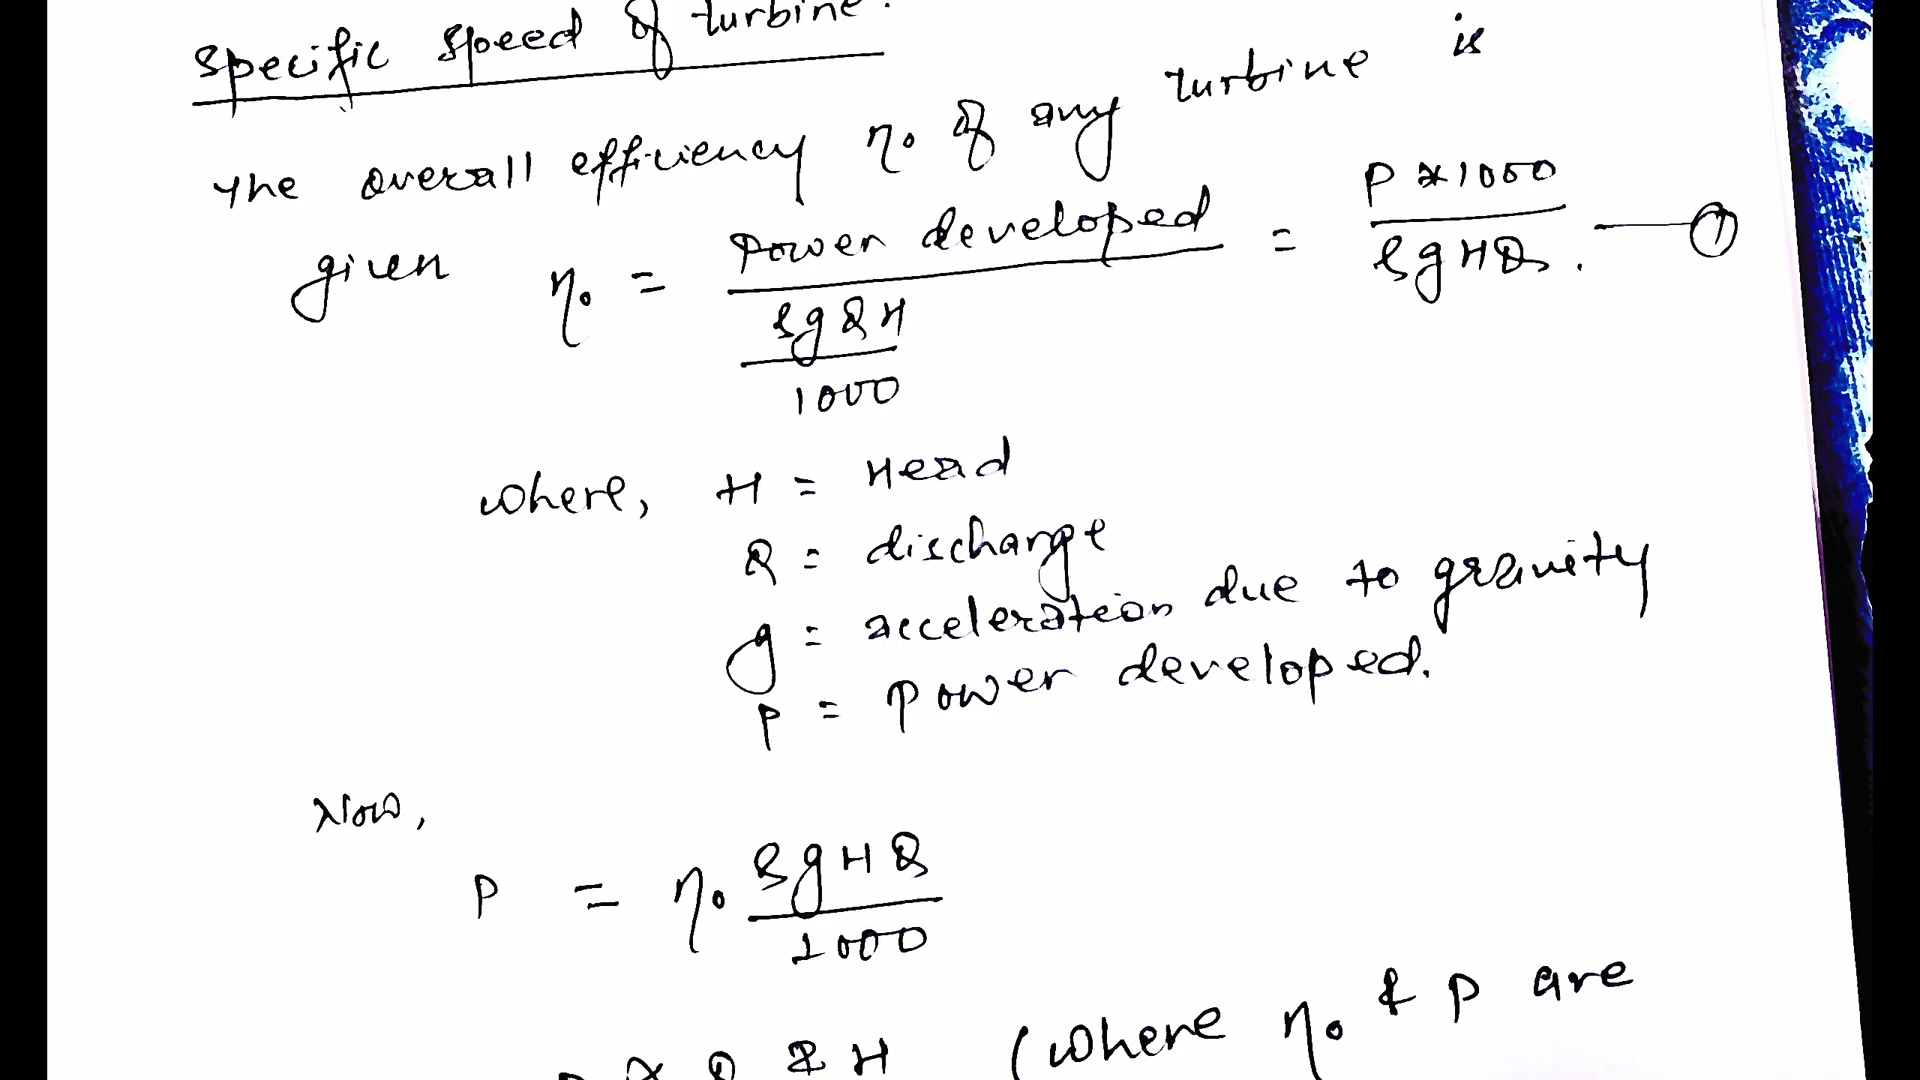 specific speed of turbine.
The overall efficiency η₀ of any turbine is
given η₀ = Power developed / (ρgQH / 1000) = P × 1000 / ρgHQ. — ①
where, H = Head
Q = discharge
g = acceleration due to gravity
P = Power developed.
Now,
P = η₀ ρgHQ / 1000
P ∝ Q & H (where η₀ & P are